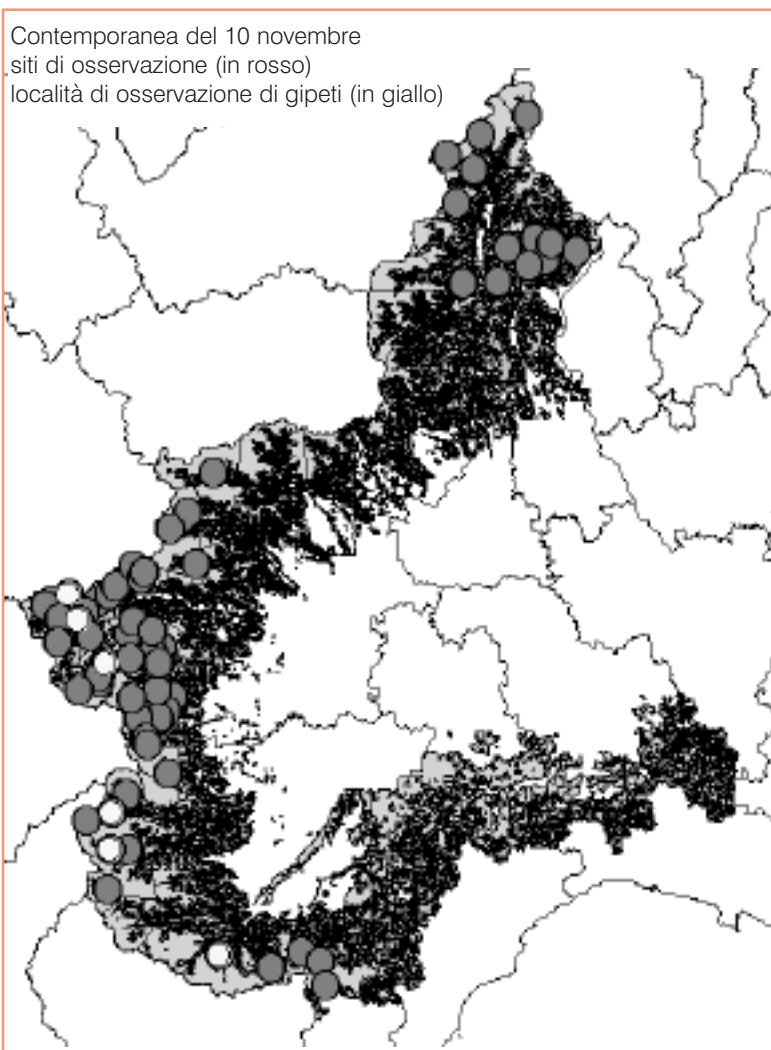 Contemporanea del 10 novembre
siti di osservazione (in rosso)
località di osservazione di gipeti (in giallo)